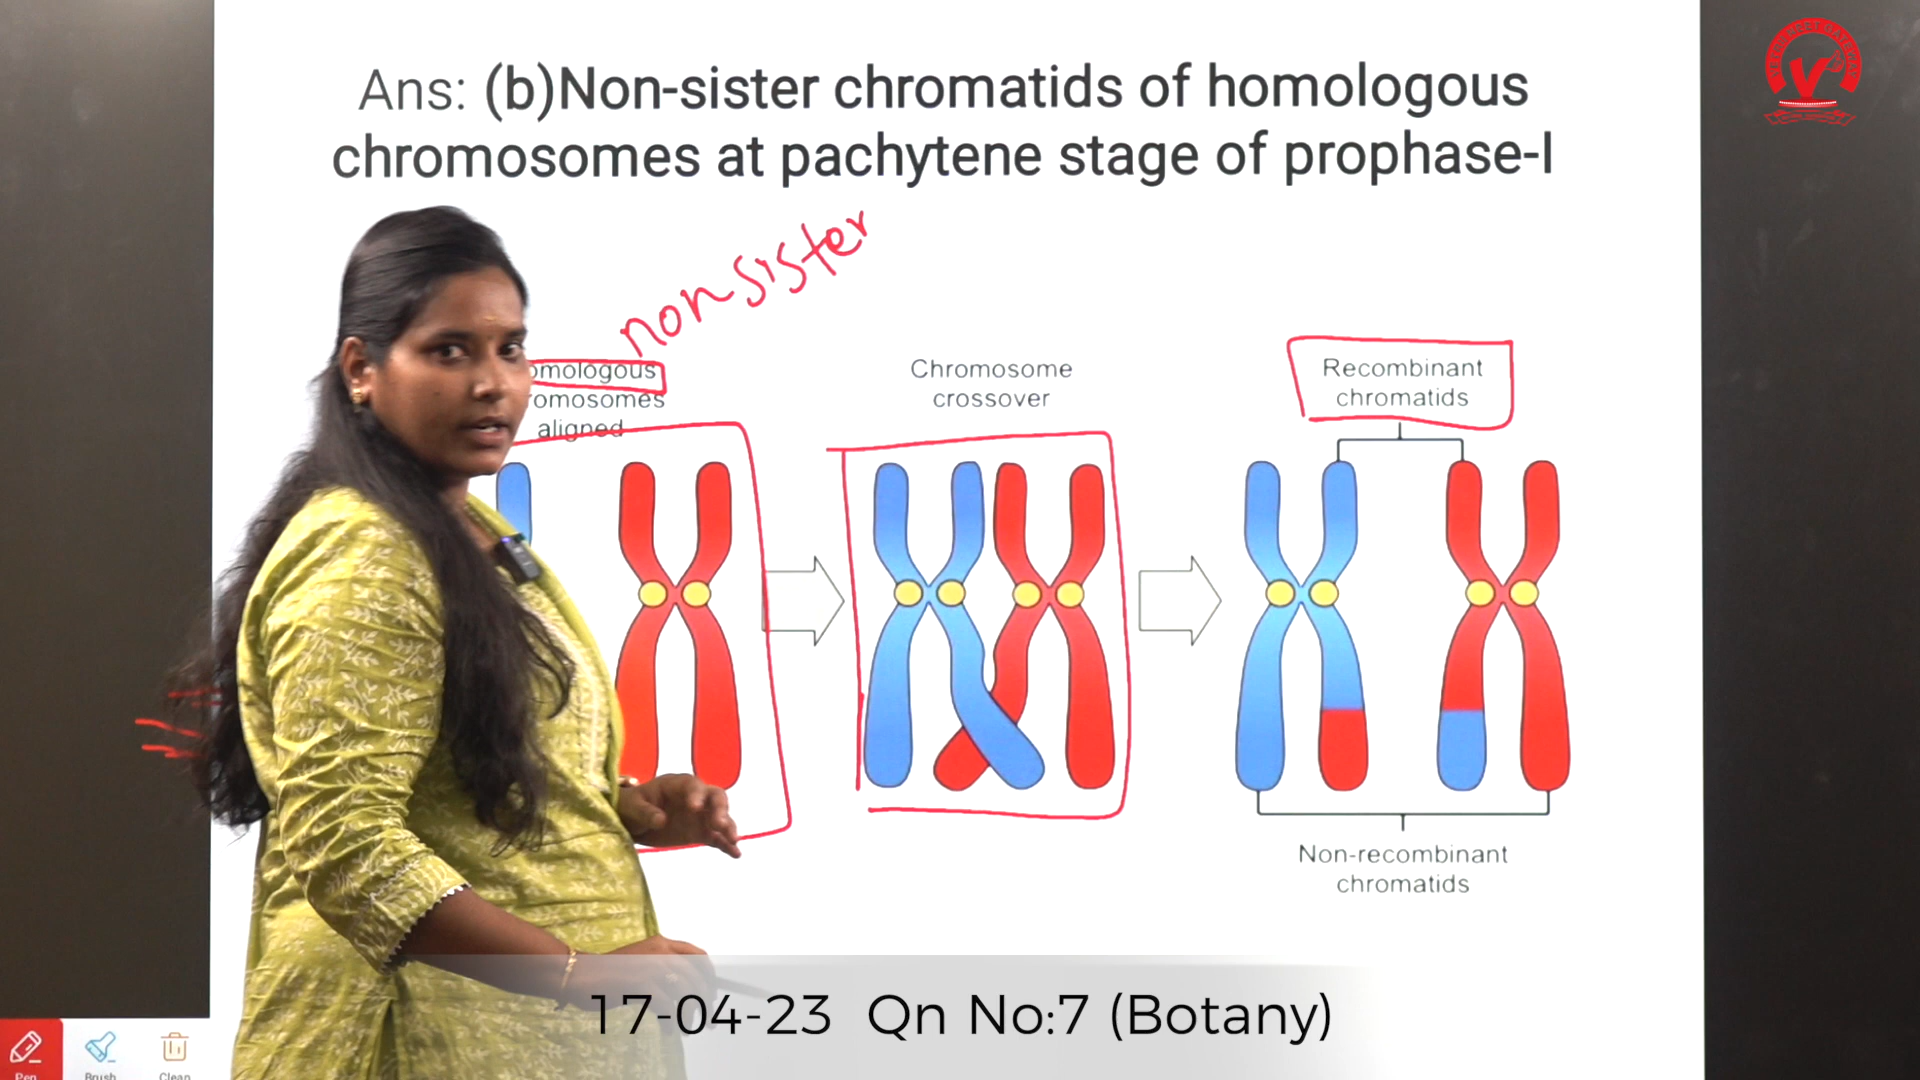 Ans: (b)Non-sister chromatids of homologous
chromosomes at pachytene stage of prophase-I
non sister
omologous
romosomes
aligned
Chromosome
crossover
Recombinant
chromatids
Non-recombinant
chromatids
17-04-23 Qn No:7 (Botany)
Pen
Brush
Clean